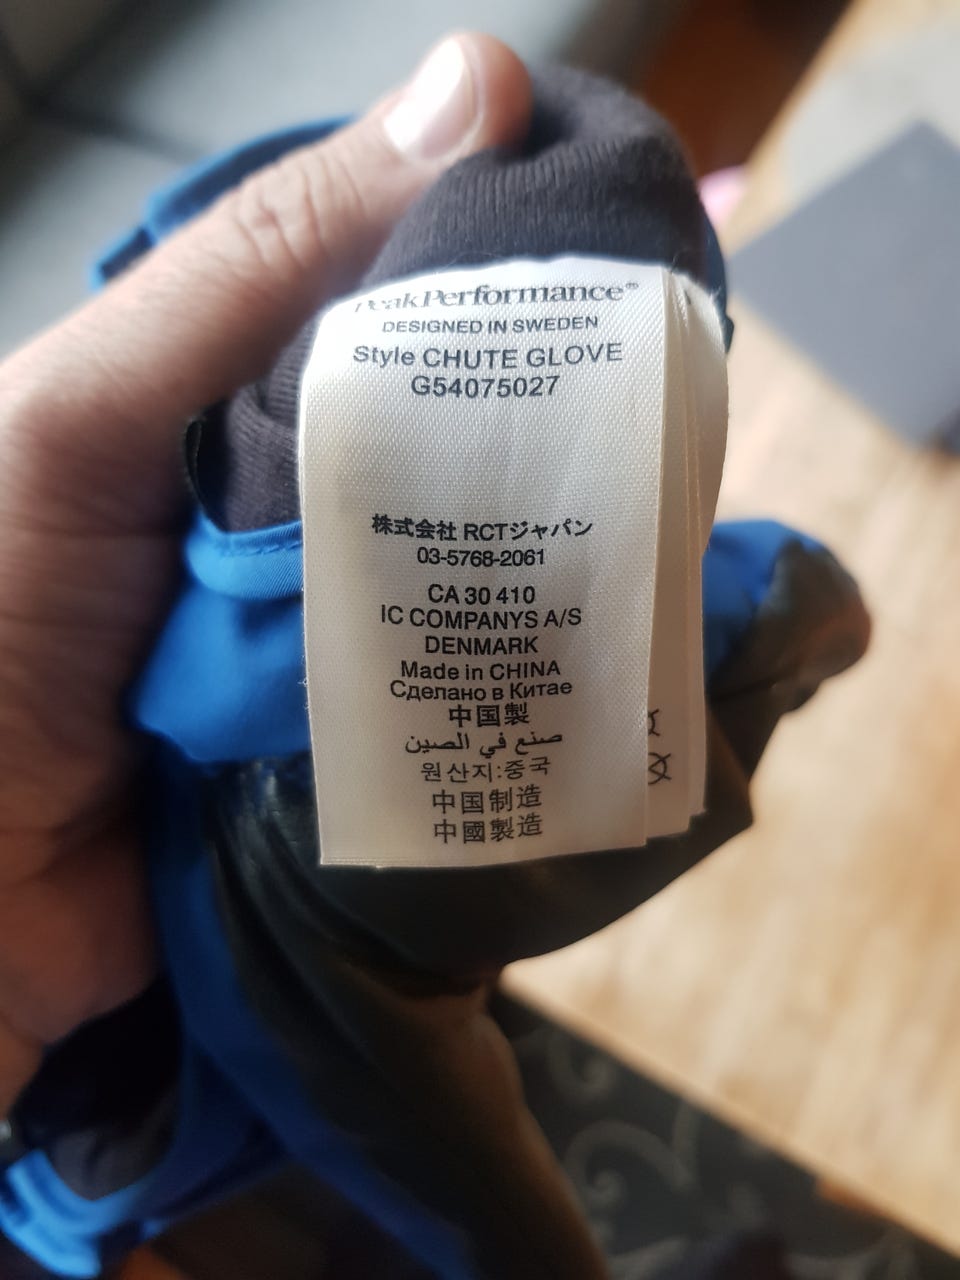 PeakPerformance®
DESIGNED IN SWEDEN
Style CHUTE GLOVE
G54075027
株式会社 RCTジャパン
03-5768-2061
CA 30 410
IC COMPANYS A/S
DENMARK
Made in CHINA
Сделано в Китае
中国製
صنع في الصين
원산지:중국
中国制造
中國製造